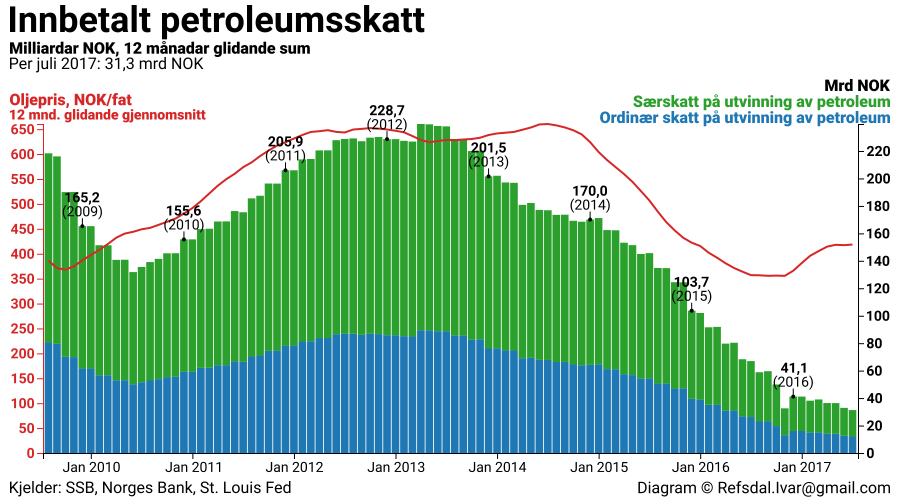 Innbetalt petroleumsskatt
Milliardar NOK, 12 månadar glidande sum
Per juli 2017: 31,3 mrd NOK
Mrd NOK
Oljepris, NOK/fat
Særskatt på utvinning av petroleum
12 mnd. glidande gjennomsnitt
Ordinær skatt på utvinning av petroleum
650
600
550
500
450
400
350
300
250
200
150
100
50
0
220
200
180
160
140
120
100
80
60
40
20
0
165,2
(2009)
155,6
(2010)
205,9
(2011)
228,7
(2012)
201,5
(2013)
170,0
(2014)
103,7
(2015)
41,1
(2016)
Jan 2010
Jan 2011
Jan 2012
Jan 2013
Jan 2014
Jan 2015
Jan 2016
Jan 2017
Kjelder: SSB, Norges Bank, St. Louis Fed
Diagram © Refsdal.Ivar@gmail.com